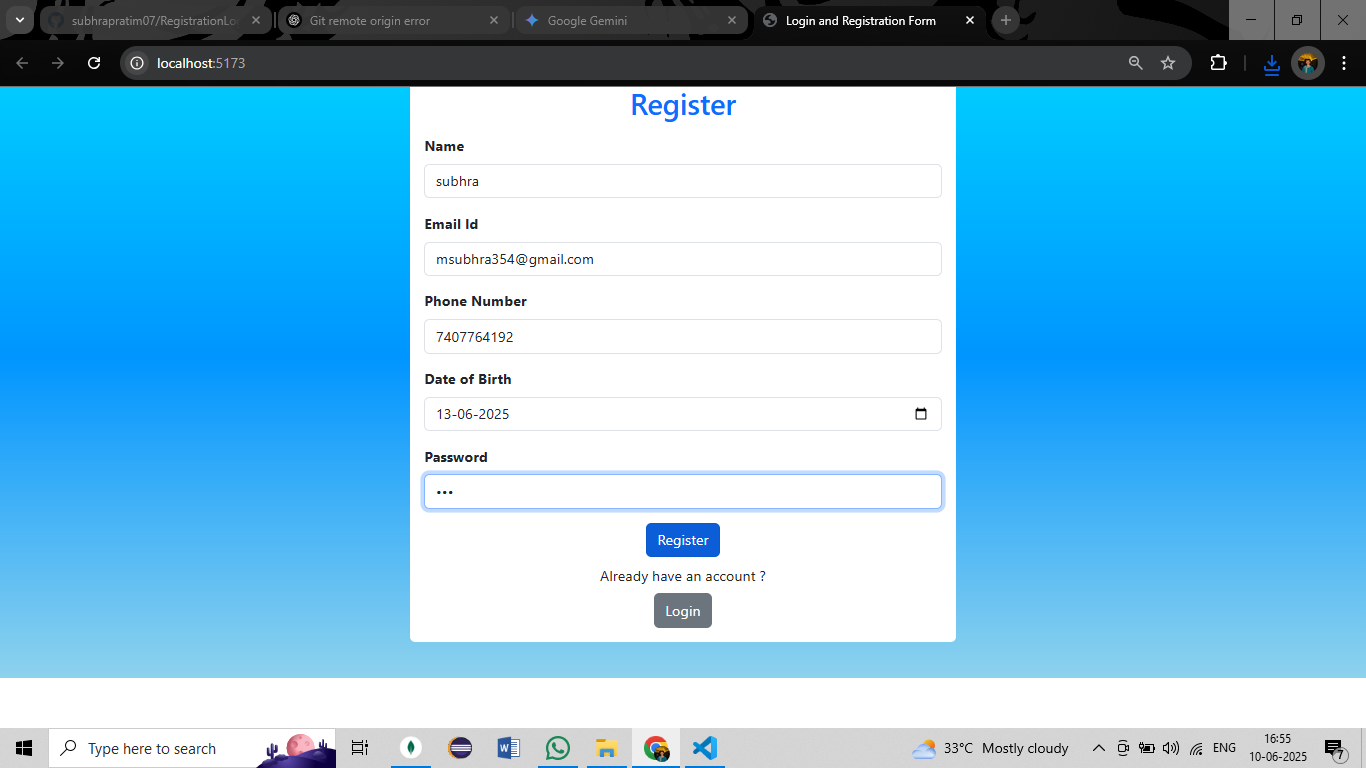 subhrapratim07/RegistrationLo
Git remote origin error
Google Gemini
Login and Registration Form
localhost:5173
Register
Name
subhra
Email Id
msubhra354@gmail.com
Phone Number
7407764192
Date of Birth
13-06-2025
Password
•••
Register
Already have an account ?
Login
Type here to search
33°C Mostly cloudy
ENG
16:55
10-06-2025
7